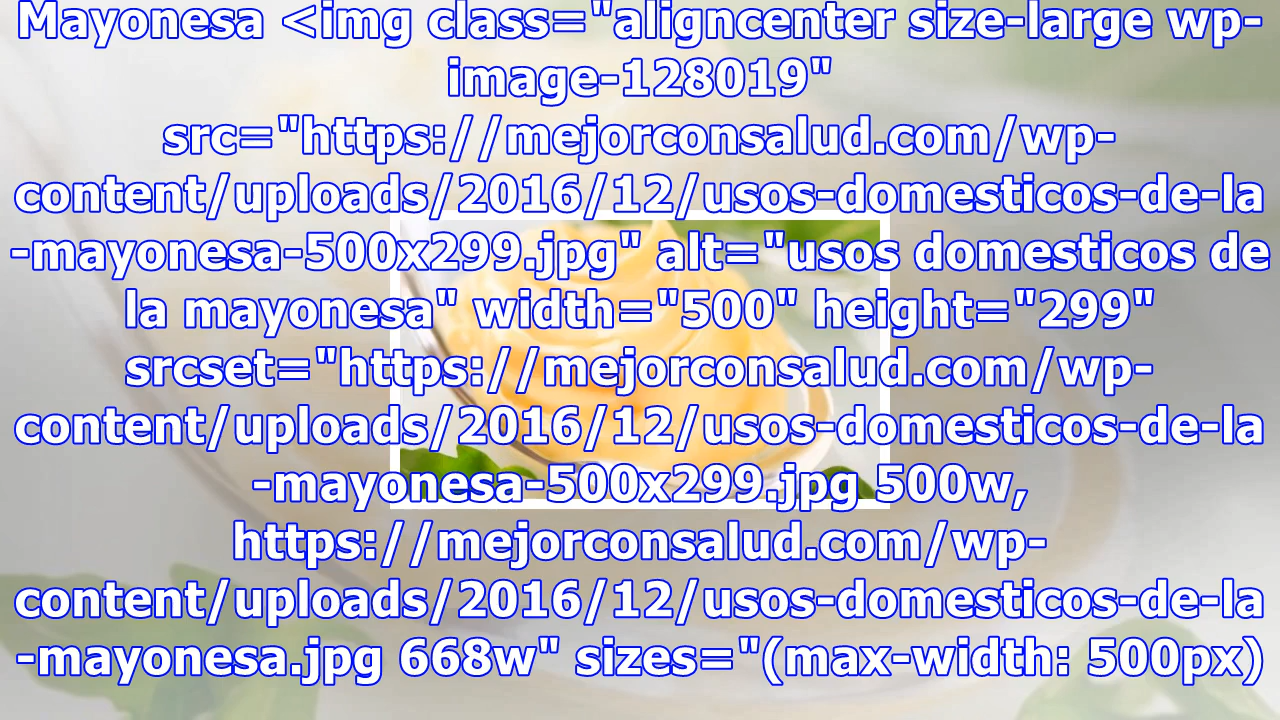 Mayonesa <img class="aligncenter size-large wp-
image-128019"
src="https://mejorconsalud.com/wp-
content/uploads/2016/12/usos-domesticos-de-la
-mayonesa-500x299.jpg" alt="usos domesticos de
la mayonesa" width="500" height="299"
srcset="https://mejorconsalud.com/wp-
content/uploads/2016/12/usos-domesticos-de-la
-mayonesa-500x299.jpg 500w,
https://mejorconsalud.com/wp-
content/uploads/2016/12/usos-domesticos-de-la
-mayonesa.jpg 668w" sizes="(max-width: 500px)